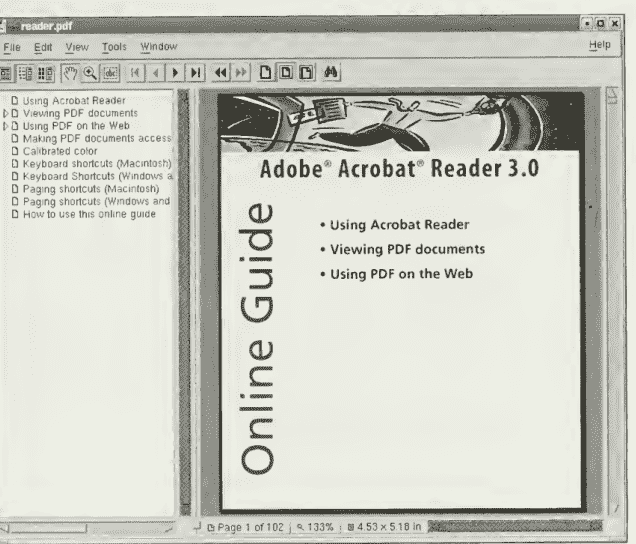 reader.pdf
File Edit View Tools Window Help
abc
Using Acrobat Reader
Viewing PDF documents
Using PDF on the Web
Making PDF documents access
Calibrated color
Keyboard shortcuts (Macintosh)
Keyboard Shortcuts (Windows a
Paging shortcuts (Macintosh)
Paging shortcuts (Windows and
How to use this online guide
Adobe® Acrobat® Reader 3.0
Online Guide
• Using Acrobat Reader
• Viewing PDF documents
• Using PDF on the Web
Page 1 of 102 133% 4.53 x 5.18 in